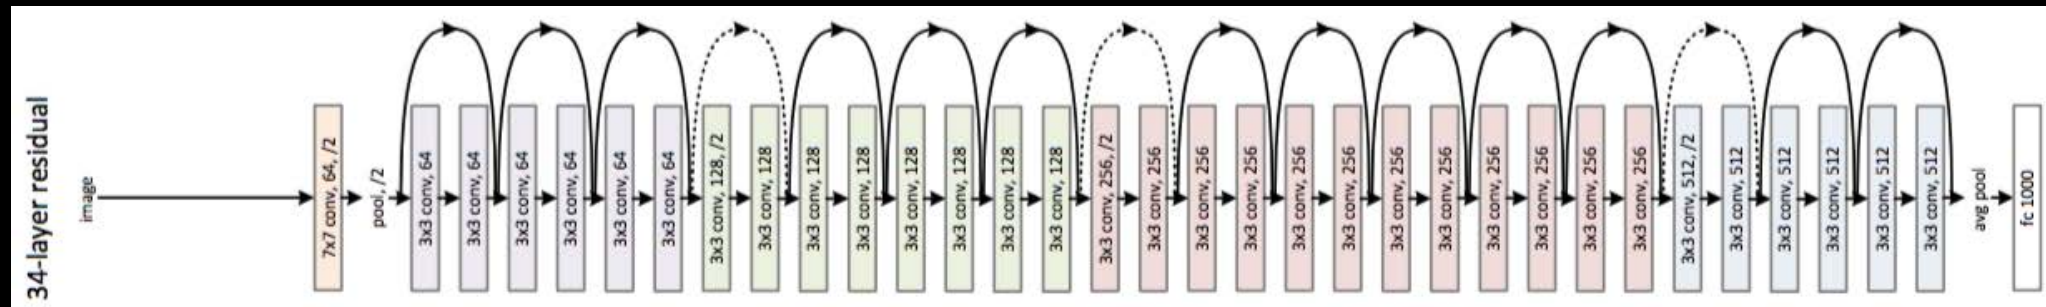 34-layer residual
image
7x7 conv, 64, /2
pool, /2
3x3 conv, 64
3x3 conv, 64
3x3 conv, 64
3x3 conv, 64
3x3 conv, 64
3x3 conv, 64
3x3 conv, 128, /2
3x3 conv, 128
3x3 conv, 128
3x3 conv, 128
3x3 conv, 128
3x3 conv, 128
3x3 conv, 128
3x3 conv, 128
3x3 conv, 256, /2
3x3 conv, 256
3x3 conv, 256
3x3 conv, 256
3x3 conv, 256
3x3 conv, 256
3x3 conv, 256
3x3 conv, 256
3x3 conv, 256
3x3 conv, 256
3x3 conv, 256
3x3 conv, 256
3x3 conv, 512, /2
3x3 conv, 512
3x3 conv, 512
3x3 conv, 512
3x3 conv, 512
3x3 conv, 512
avg pool
fc 1000